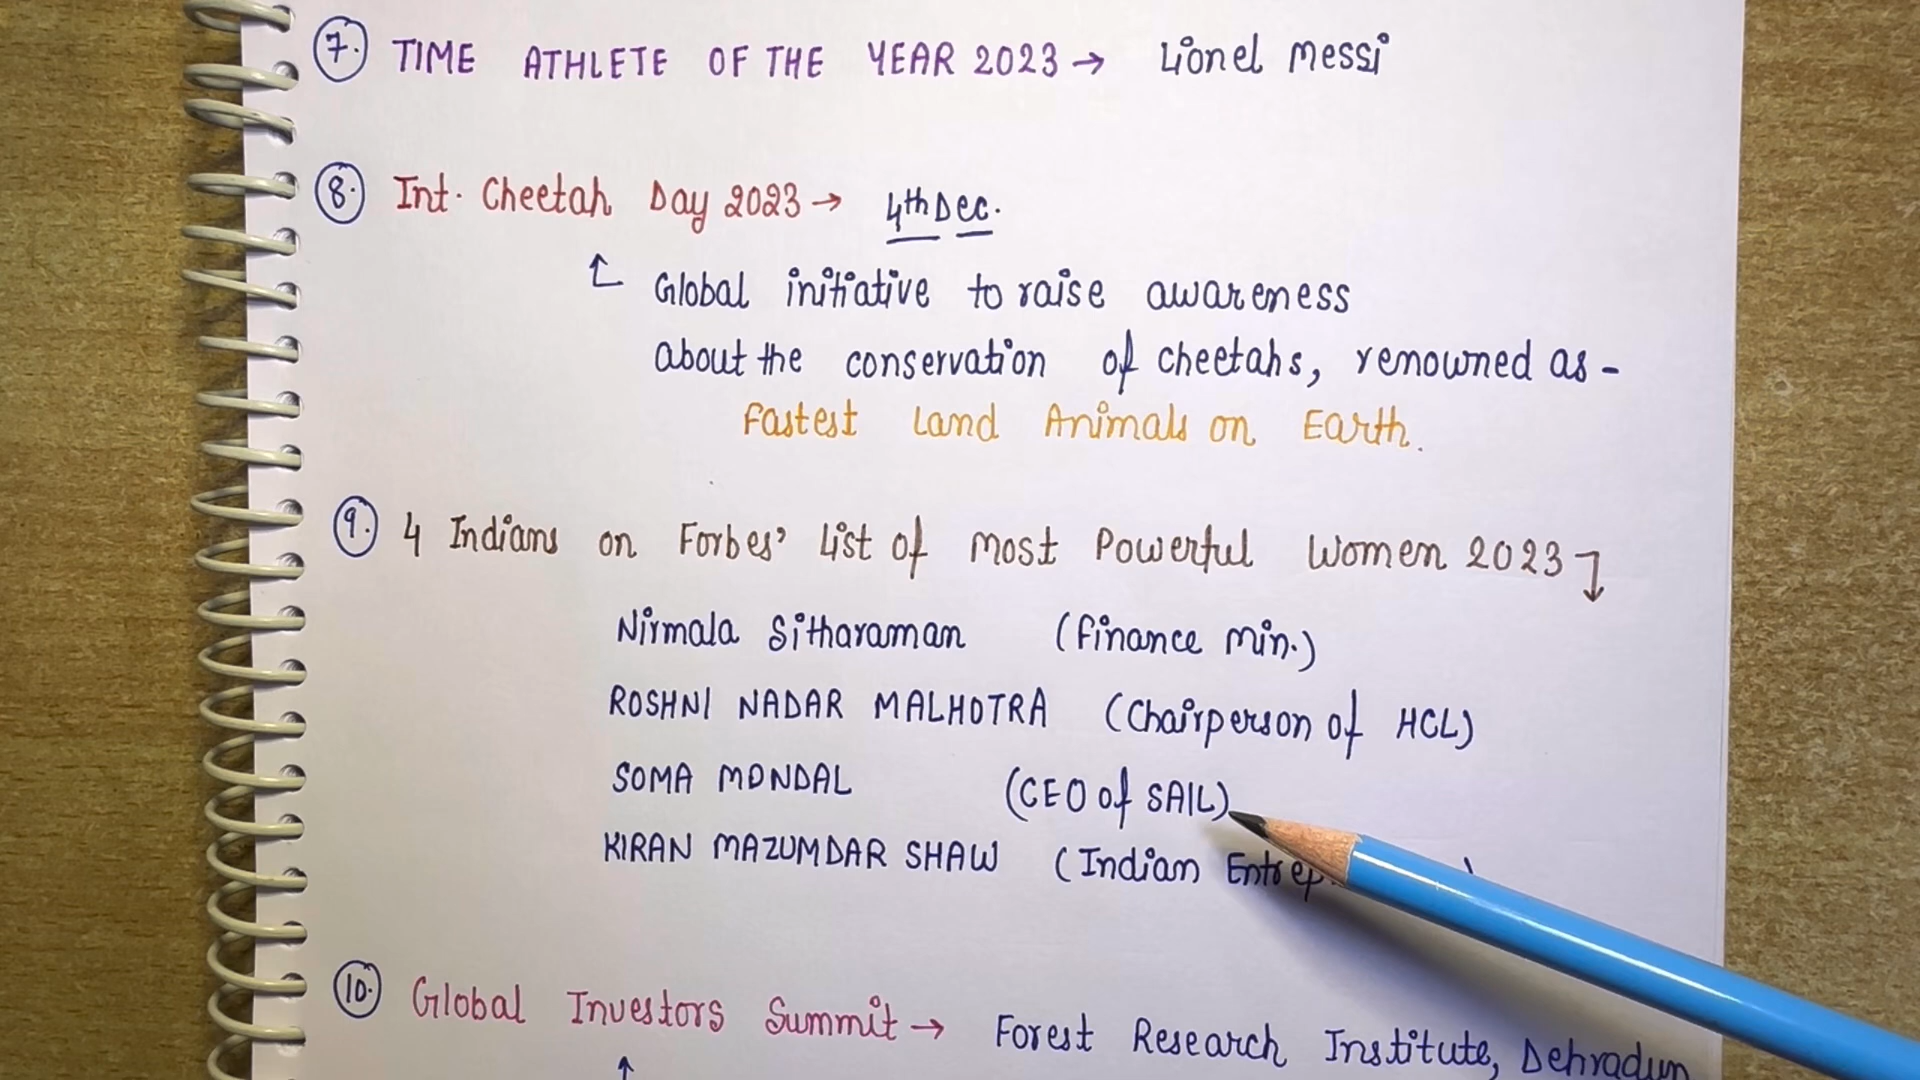 7. TIME ATHLETE OF THE YEAR 2023 → Lionel Messi
8. Int. Cheetah Day 2023 → 4th Dec.
Global initiative to raise awareness
about the conservation of cheetahs, renowned as -
Fastest Land Animals on Earth.
9. 4 Indians on Forbes' List of Most Powerful Women 2023
Nirmala Sitharaman (Finance Min.)
ROSHNI NADAR MALHOTRA (Chairperson of HCL)
SOMA MONDAL (CEO of SAIL)
KIRAN MAZUMDAR SHAW (Indian
10. Global Investors Summit → Forest Research Institute, Dehradun